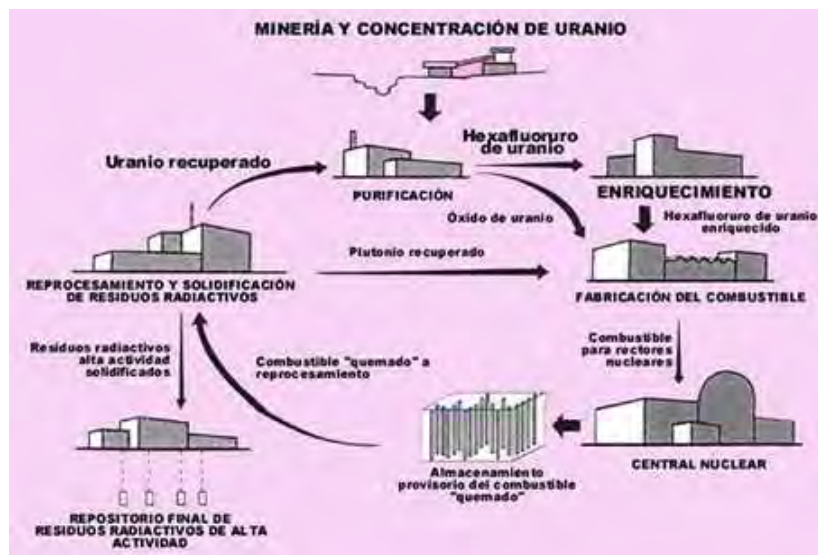 MINERÍA Y CONCENTRACIÓN DE URANIO
Hexafluoruro
de uranio
Uranio recuperado
PURIFICACIÓN
ENRIQUECIMIENTO
Óxido de uranio
Hexafluoruro de uranio
enriquecido
Plutonio recuperado
REPROCESAMIENTO Y SOLIDIFICACIÓN
DE RESIDUOS RADIACTIVOS
FABRICACIÓN DEL COMBUSTIBLE
Residuos radiactivos
alta actividad
solidificados
Combustible "quemado" a
reprocesamiento
Combustible
para rectores
nucleares
Almacenamiento
provisorio del combustible
"quemado"
CENTRAL NUCLEAR
REPOSITORIO FINAL DE
RESIDUOS RADIACTIVOS DE ALTA
ACTIVIDAD